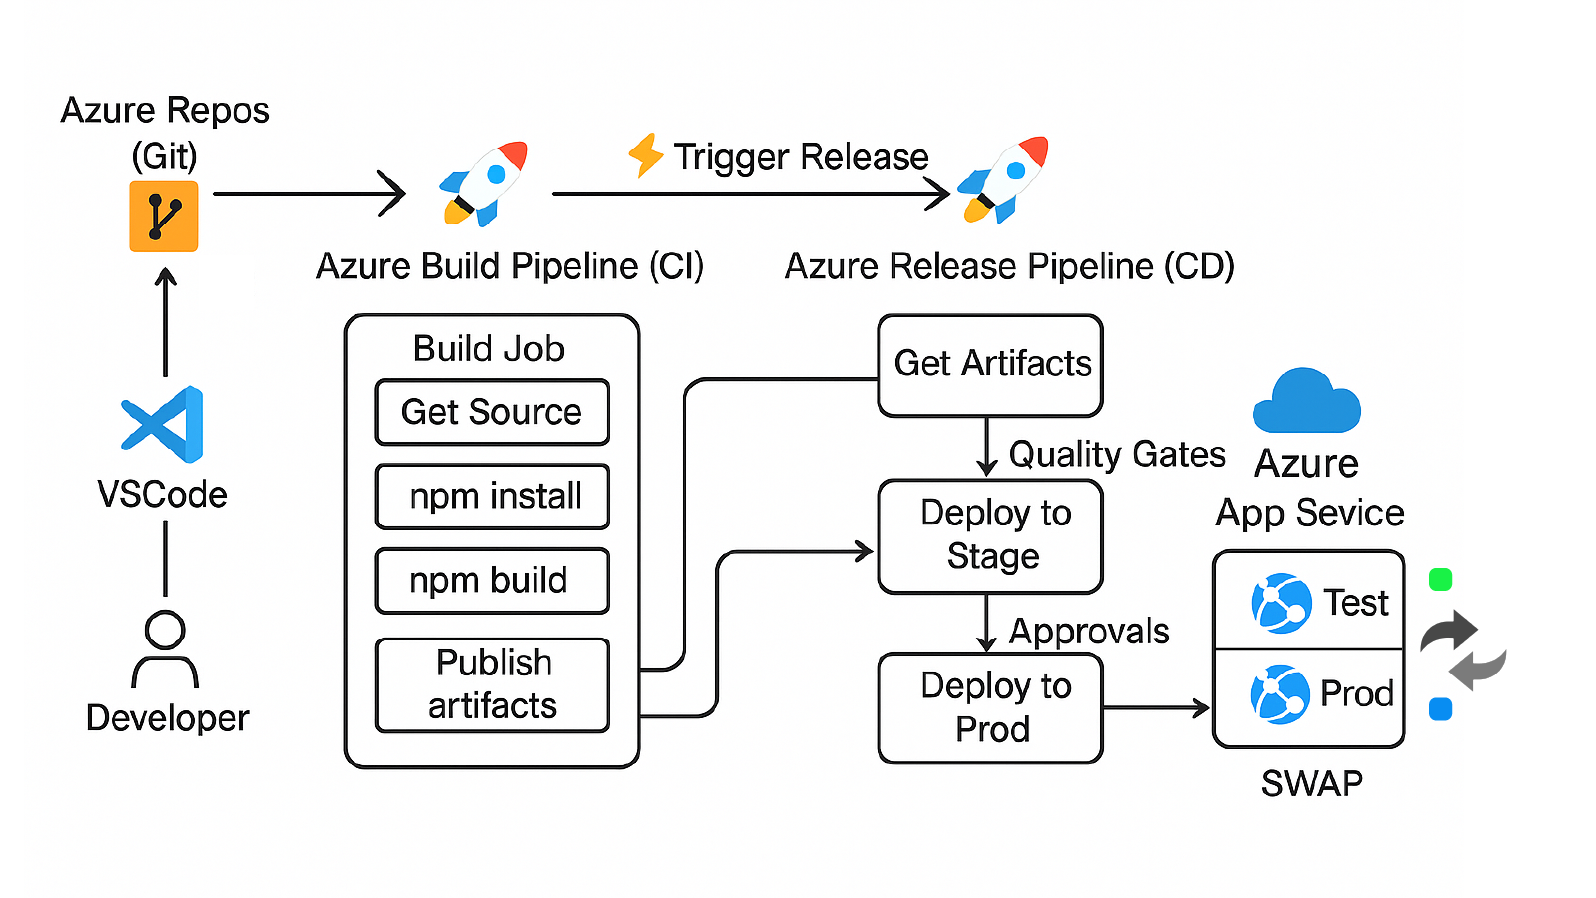 Azure Repos
(Git)
Trigger Release
Azure Build Pipeline (CI)
Azure Release Pipeline (CD)
VSCode
Developer
Build Job
Get Source
npm install
npm build
Publish
artifacts
Get Artifacts
Quality Gates
Deploy to
Stage
Approvals
Deploy to
Prod
Azure
App Sevice
Test
Prod
SWAP